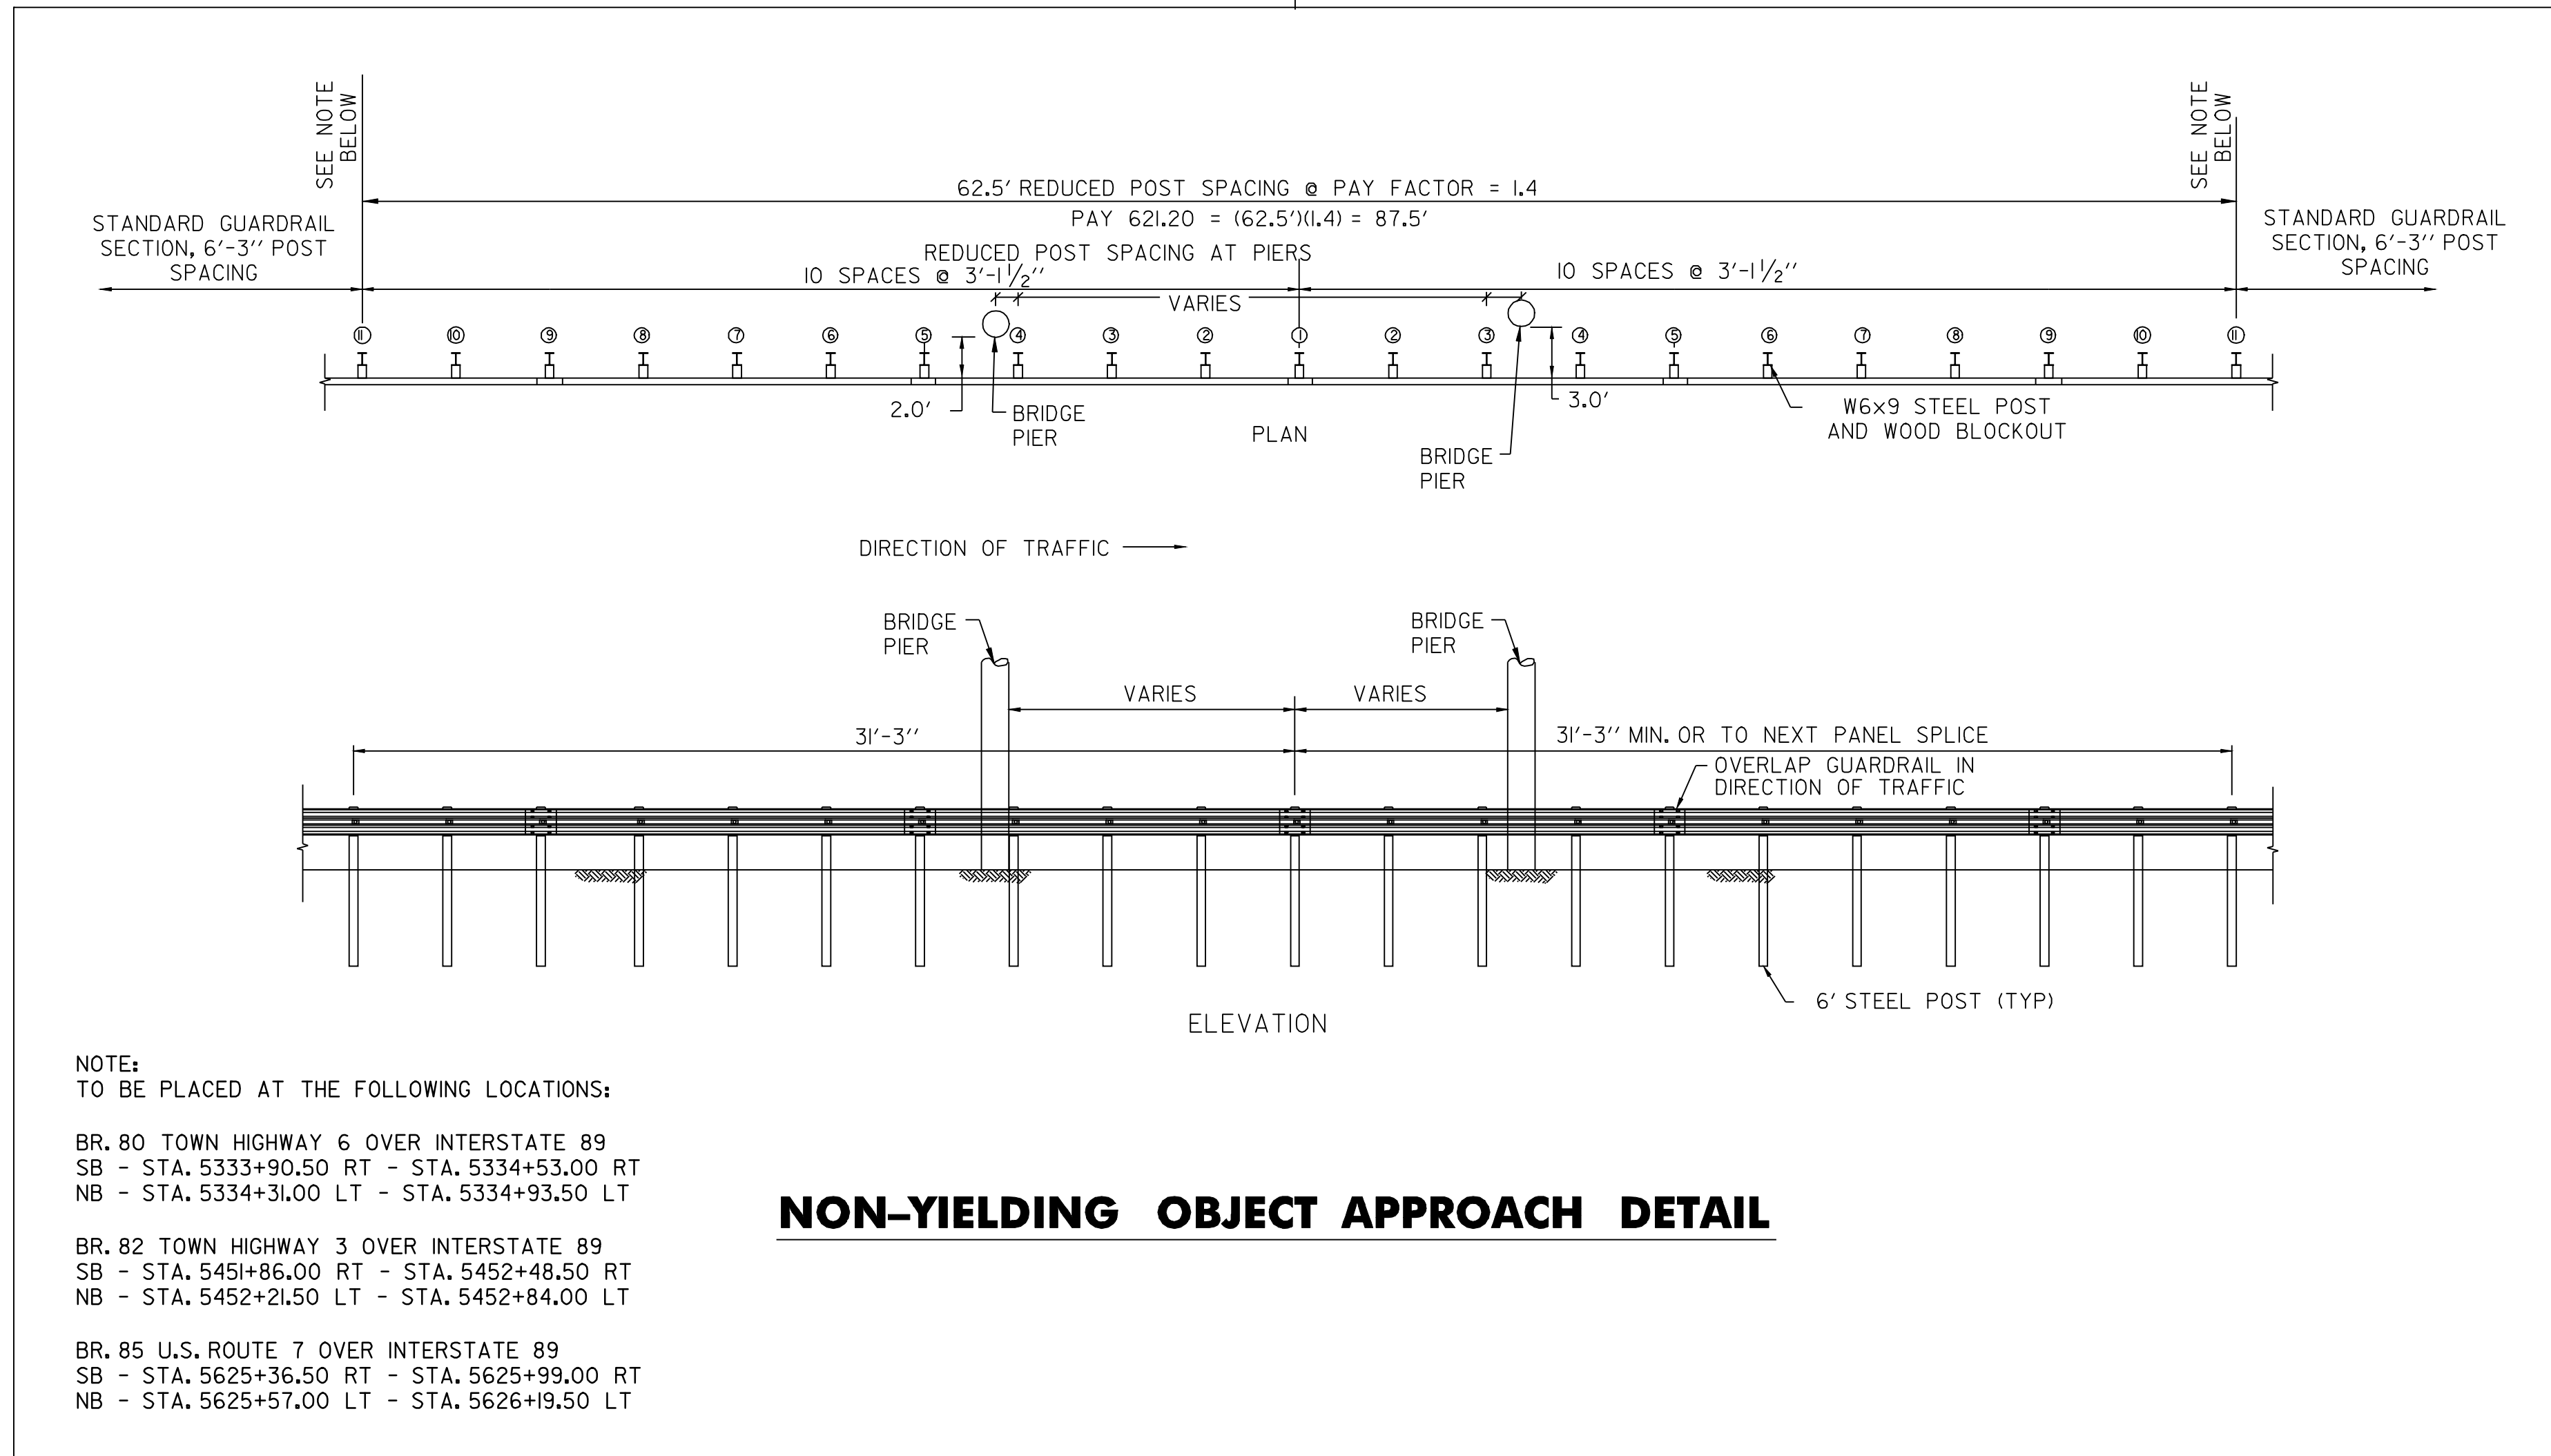 SEE NOTE
BELOW
SEE NOTE
BELOW
62.5' REDUCED POST SPACING @ PAY FACTOR = 1.4
PAY 621.20 = (62.5')(1.4) = 87.5'
STANDARD GUARDRAIL
SECTION, 6'-3'' POST
SPACING
REDUCED POST SPACING AT PIERS
10 SPACES @ 3'-1 1/2''
10 SPACES @ 3'-1 1/2''
STANDARD GUARDRAIL
SECTION, 6'-3'' POST
SPACING
VARIES
11 10 9 8 7 6 5 4 3 2 1 2 3 4 5 6 7 8 9 10 11
2.0'
BRIDGE
PIER
PLAN
BRIDGE
PIER
3.0'
W6x9 STEEL POST
AND WOOD BLOCKOUT
DIRECTION OF TRAFFIC
BRIDGE
PIER
BRIDGE
PIER
VARIES
VARIES
31'-3''
31'-3'' MIN. OR TO NEXT PANEL SPLICE
OVERLAP GUARDRAIL IN
DIRECTION OF TRAFFIC
6' STEEL POST (TYP)
ELEVATION
NOTE:
TO BE PLACED AT THE FOLLOWING LOCATIONS:
BR. 80 TOWN HIGHWAY 6 OVER INTERSTATE 89
SB - STA. 5333+90.50 RT - STA. 5334+53.00 RT
NB - STA. 5334+31.00 LT - STA. 5334+93.50 LT
BR. 82 TOWN HIGHWAY 3 OVER INTERSTATE 89
SB - STA. 5451+86.00 RT - STA. 5452+48.50 RT
NB - STA. 5452+21.50 LT - STA. 5452+84.00 LT
BR. 85 U.S. ROUTE 7 OVER INTERSTATE 89
SB - STA. 5625+36.50 RT - STA. 5625+99.00 RT
NB - STA. 5625+57.00 LT - STA. 5626+19.50 LT
NON-YIELDING OBJECT APPROACH DETAIL